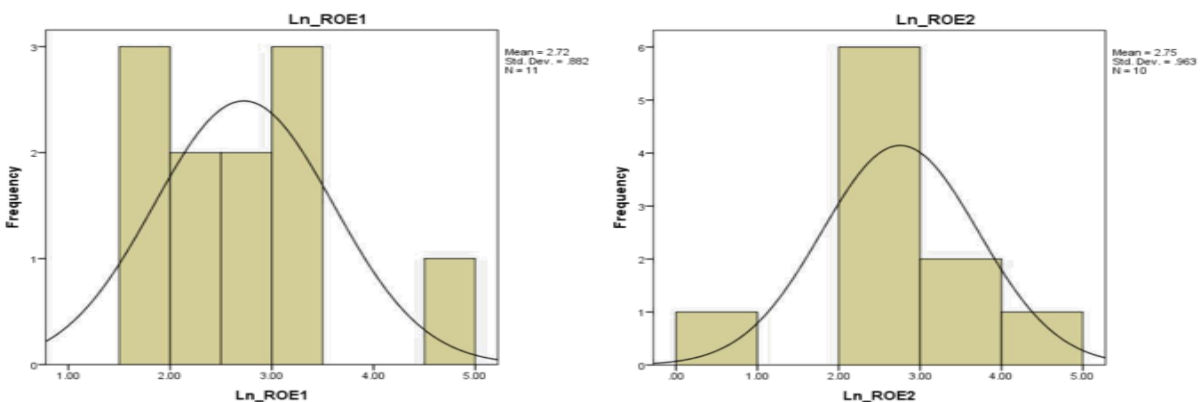 Ln_ROE1
Mean = 2.72
Std. Dev. = .882
N = 11
Frequency
3
2
1
0
1.00 2.00 3.00 4.00 5.00
Ln_ROE1
Ln_ROE2
Mean = 2.75
Std. Dev. = .963
N = 10
Frequency
6
5
4
3
2
1
0
.00 1.00 2.00 3.00 4.00 5.00
Ln_ROE2